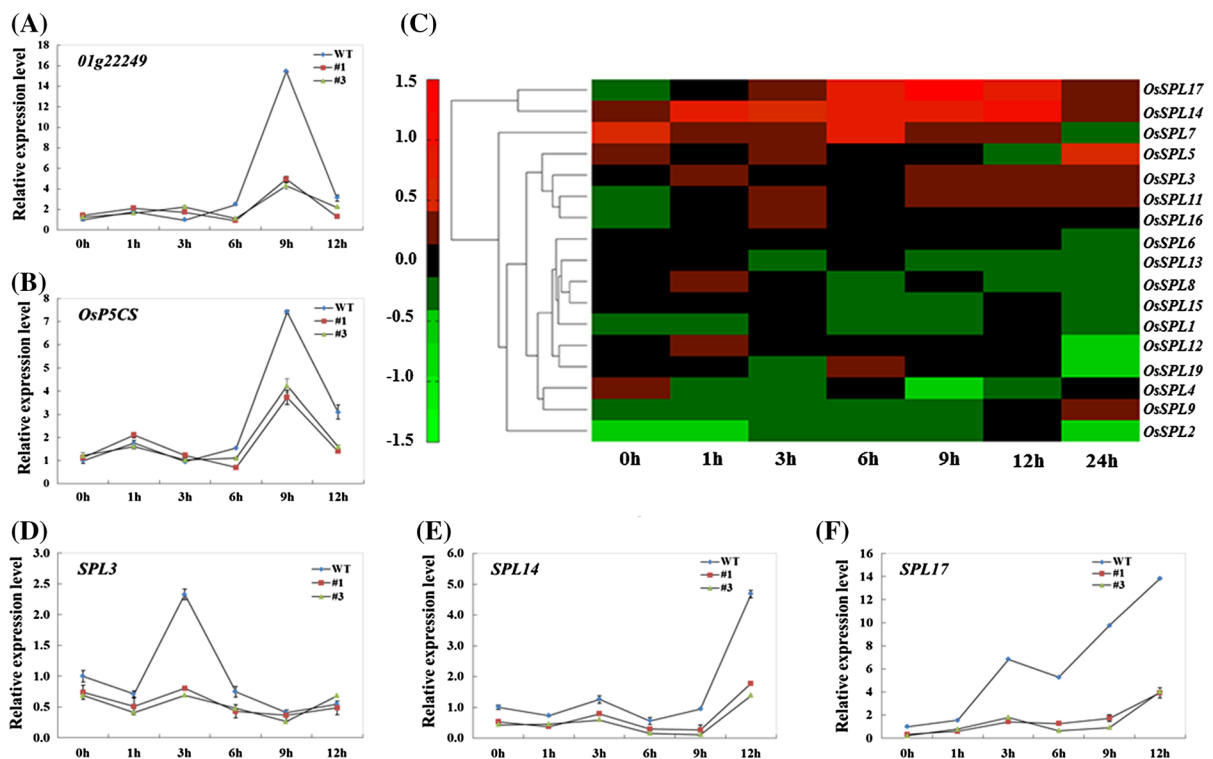 (A)
Relative expression level
18
16
14
12
10
8
6
4
2
0
01g22249
WT
#1
#3
0h 1h 3h 6h 9h 12h
(B)
Relative expression level
8
7
6
5
4
3
2
1
0
OsP5CS
WT
#1
#3
0h 1h 3h 6h 9h 12h
(C)
1.5
1.0
0.5
0.0
-0.5
-1.0
-1.5
OsSPL17
OsSPL14
OsSPL7
OsSPL5
OsSPL3
OsSPL11
OsSPL16
OsSPL6
OsSPL13
OsSPL8
OsSPL15
OsSPL1
OsSPL12
OsSPL19
OsSPL4
OsSPL9
OsSPL2
0h 1h 3h 6h 9h 12h 24h
(D)
Relative expression level
3.0
2.5
2.0
1.5
1.0
0.5
0.0
SPL3
WT
#1
#3
0h 1h 3h 6h 9h 12h
(E)
Relative expression level
6.0
5.0
4.0
3.0
2.0
1.0
0.0
SPL14
WT
#1
#3
0h 1h 3h 6h 9h 12h
(F)
Relative expression level
16
14
12
10
8
6
4
2
0
SPL17
WT
#1
#3
0h 1h 3h 6h 9h 12h